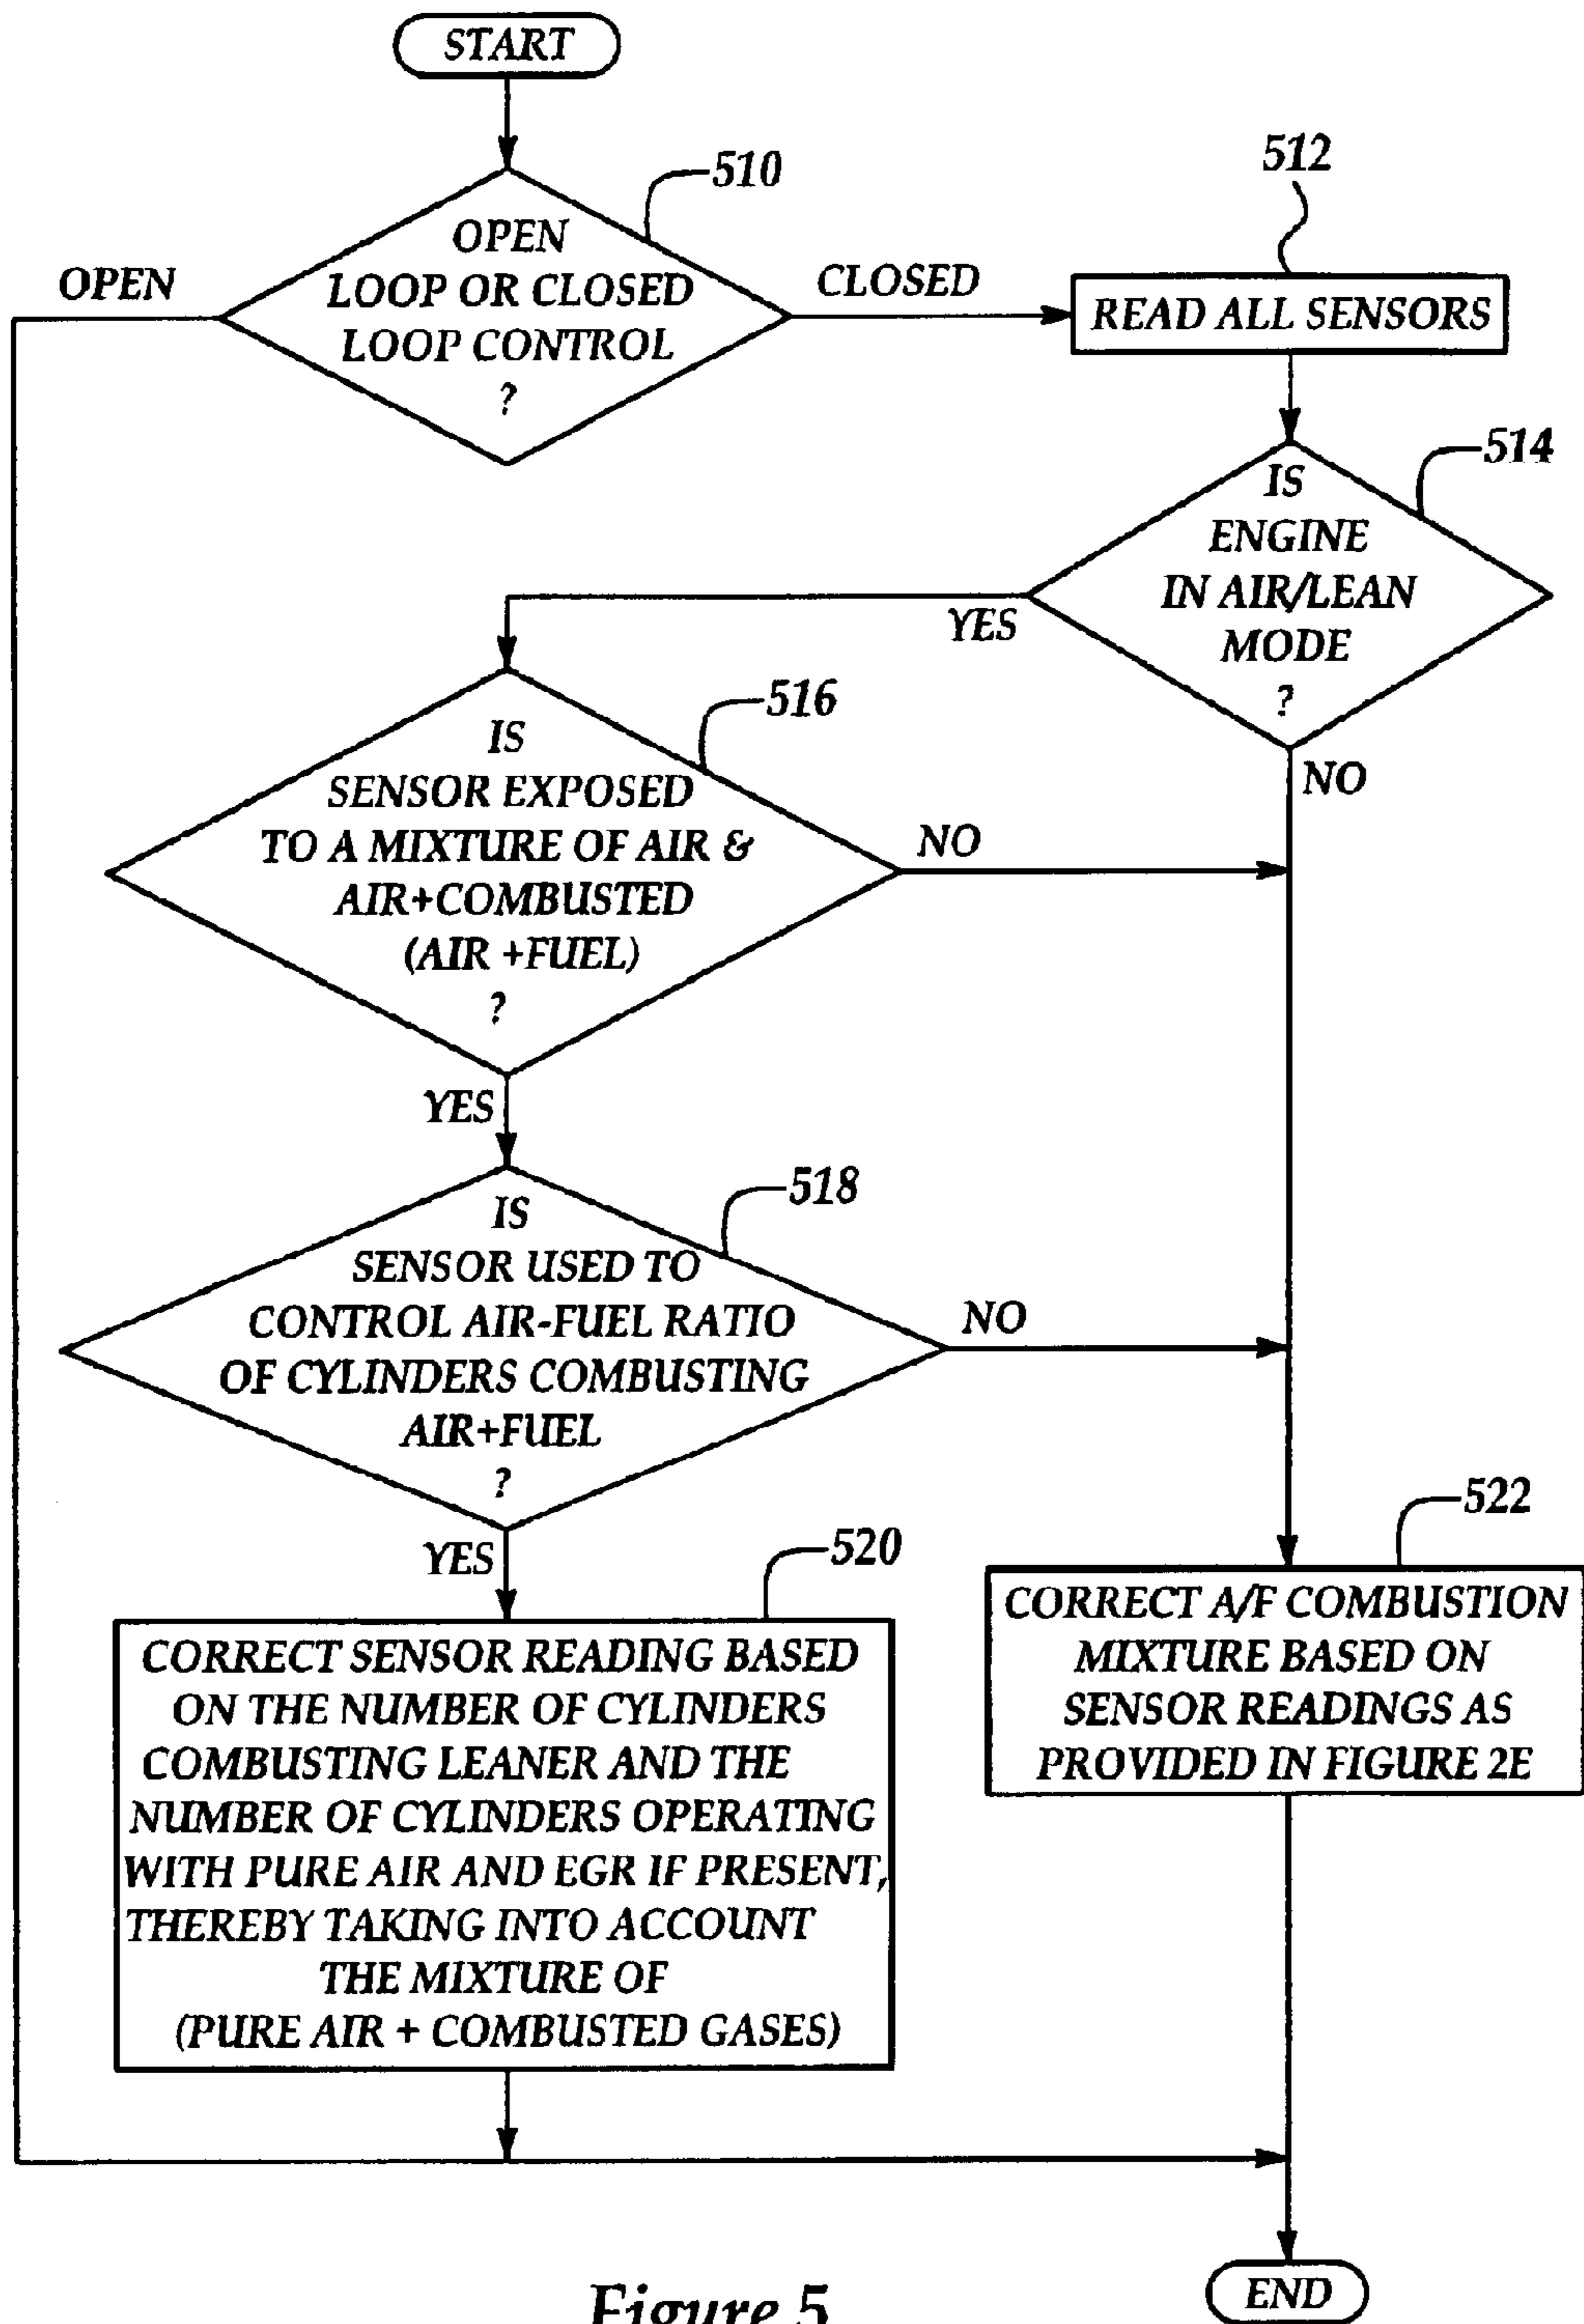 START
510
OPEN
LOOP OR CLOSED
LOOP CONTROL
?
OPEN
CLOSED
512
READ ALL SENSORS
514
IS
ENGINE
IN AIR/LEAN
MODE
?
YES
NO
516
IS
SENSOR EXPOSED
TO A MIXTURE OF AIR &
AIR+COMBUSTED
(AIR +FUEL)
?
NO
YES
518
IS
SENSOR USED TO
CONTROL AIR-FUEL RATIO
OF CYLINDERS COMBUSTING
AIR+FUEL
?
NO
YES
520
CORRECT SENSOR READING BASED
ON THE NUMBER OF CYLINDERS
COMBUSTING LEANER AND THE
NUMBER OF CYLINDERS OPERATING
WITH PURE AIR AND EGR IF PRESENT,
THEREBY TAKING INTO ACCOUNT
THE MIXTURE OF
(PURE AIR + COMBUSTED GASES)
522
CORRECT A/F COMBUSTION
MIXTURE BASED ON
SENSOR READINGS AS
PROVIDED IN FIGURE 2E
END
Figure 5